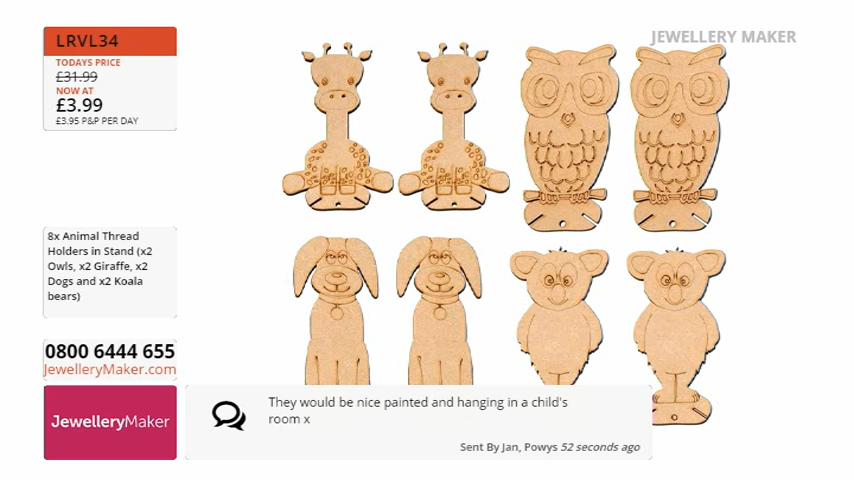 LRVL34
TODAYS PRICE
£31.99
NOW AT
£3.99
£3.95 P&P PER DAY
JEWELLERY MAKER
8x Animal Thread
Holders in Stand (x2
Owls, x2 Giraffe, x2
Dogs and x2 Koala
bears)
0800 6444 655
JewelleryMaker.com
JewelleryMaker
They would be nice painted and hanging in a child's
room x
Sent By Jan, Powys 52 seconds ago